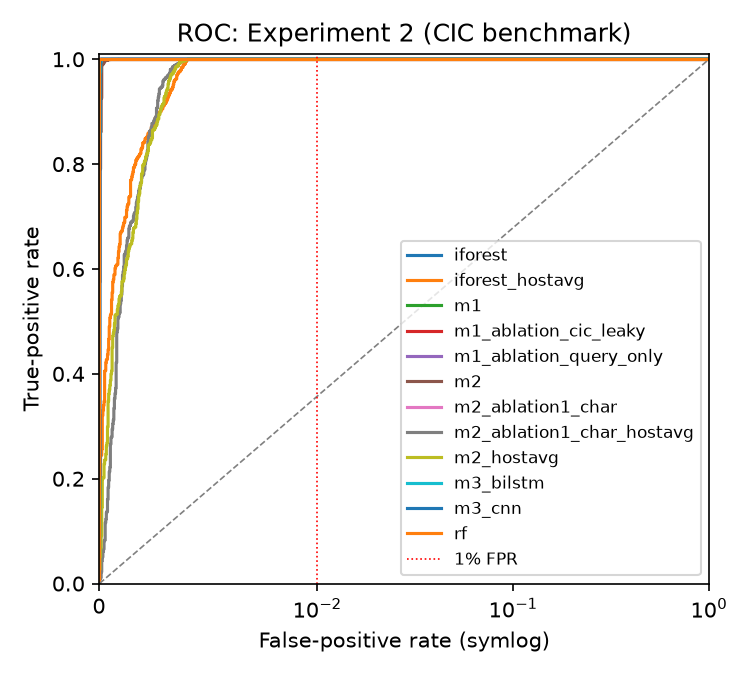 ROC: Experiment 2 (CIC benchmark)
True-positive rate
1.0
0.8
0.6
0.4
0.2
0.0
iforest
iforest_hostavg
m1
m1_ablation_cic_leaky
m1_ablation_query_only
m2
m2_ablation1_char
m2_ablation1_char_hostavg
m2_hostavg
m3_bilstm
m3_cnn
rf
1% FPR
0 10⁻² 10⁻¹ 10⁰
False-positive rate (symlog)